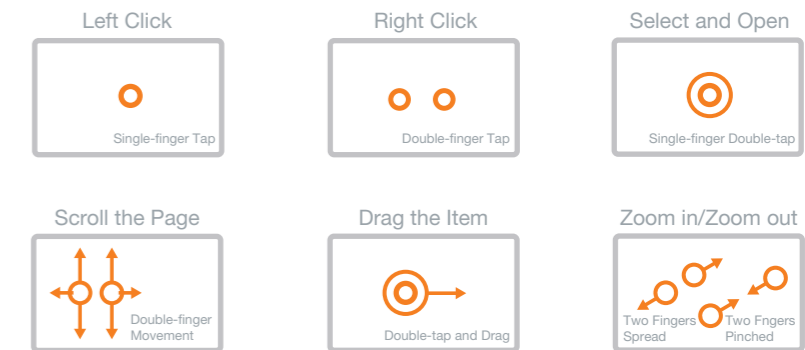 Left Click
Right Click
Select and Open
Single-finger Tap
Double-finger Tap
Single-finger Double-tap
Scroll the Page
Drag the Item
Zoom in/Zoom out
Double-finger
Movement
Double-tap and Drag
Two Fngers
Spread
Two Fngers
Pinched